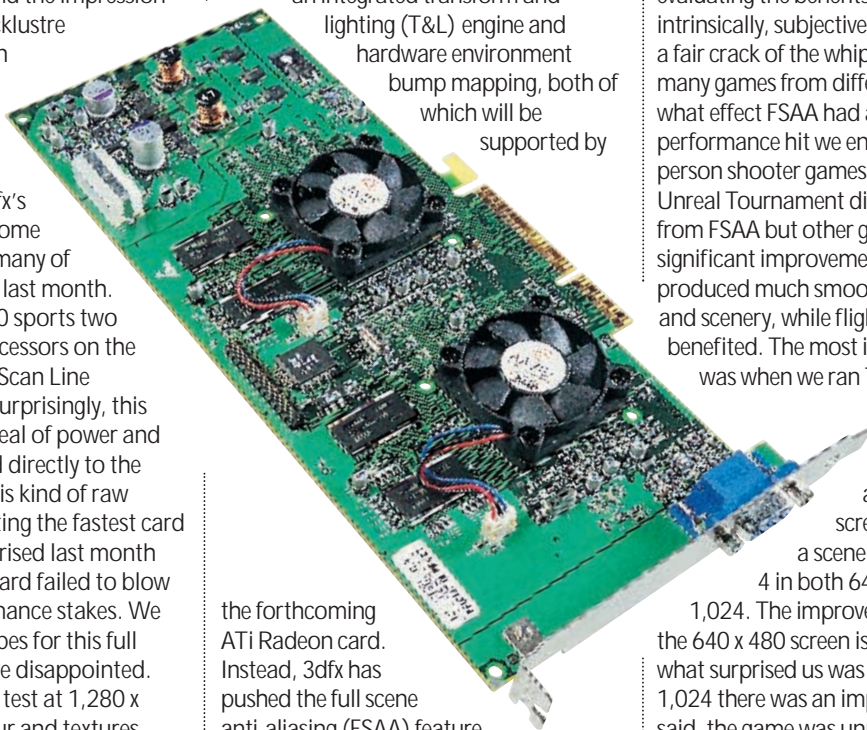 lacklustre
fx's
ome
many of
last month.
0 sports two
cessors on the
Scan Line
urprisingly, this
eal of power and
d directly to the
is kind of raw
ting the fastest card
rised last month
ard failed to blow
nance stakes. We
pes for this full
e disappointed.
test at 1,280 x
ur and textures
an integrated transform and
lighting (T&L) engine and
hardware environment
bump mapping, both of
which will be
supported by
the forthcoming
ATi Radeon card.
Instead, 3dfx has
pushed the full scene
anti-aliasing (FSAA) feature
evaluating the benefits
intrinsically, subjective
a fair crack of the whip
many games from diffe
what effect FSAA had a
performance hit we en
person shooter games
Unreal Tournament di
from FSAA but other g
significant improveme
produced much smoo
and scenery, while fligh
benefited. The most i
was when we ran
a
scre
a scene
4 in both 64
1,024. The improve
the 640 x 480 screen is
what surprised us was
1,024 there was an imp
said, the game was un